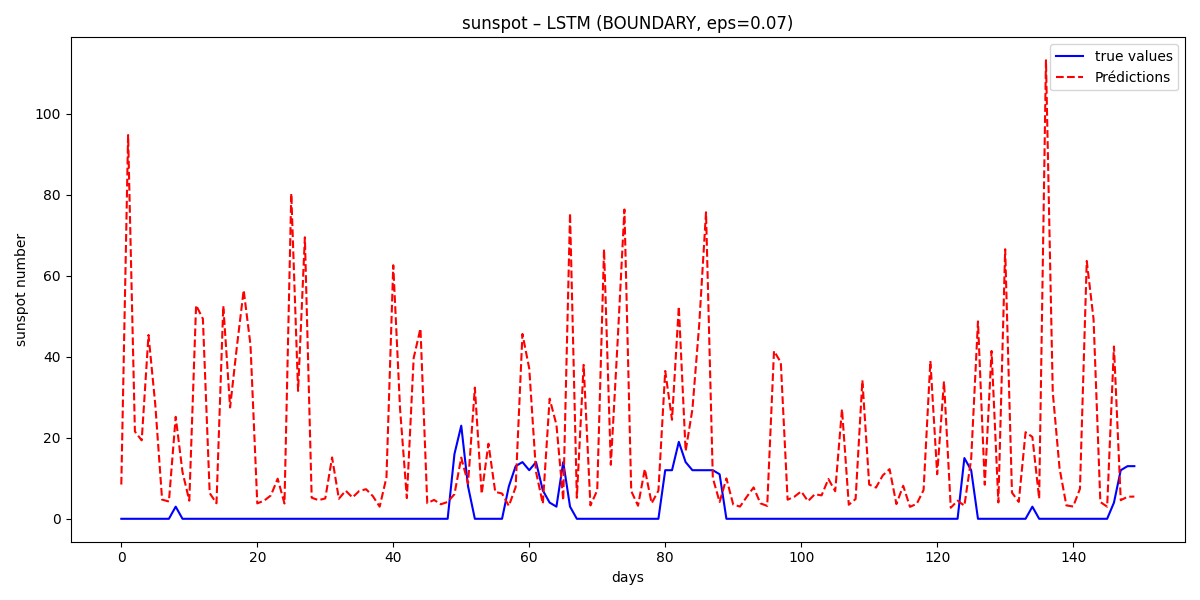 sunspot – LSTM (BOUNDARY, eps=0.07)
true values
Prédictions
sunspot number
100
80
60
40
20
0
0 20 40 60 80 100 120 140
days